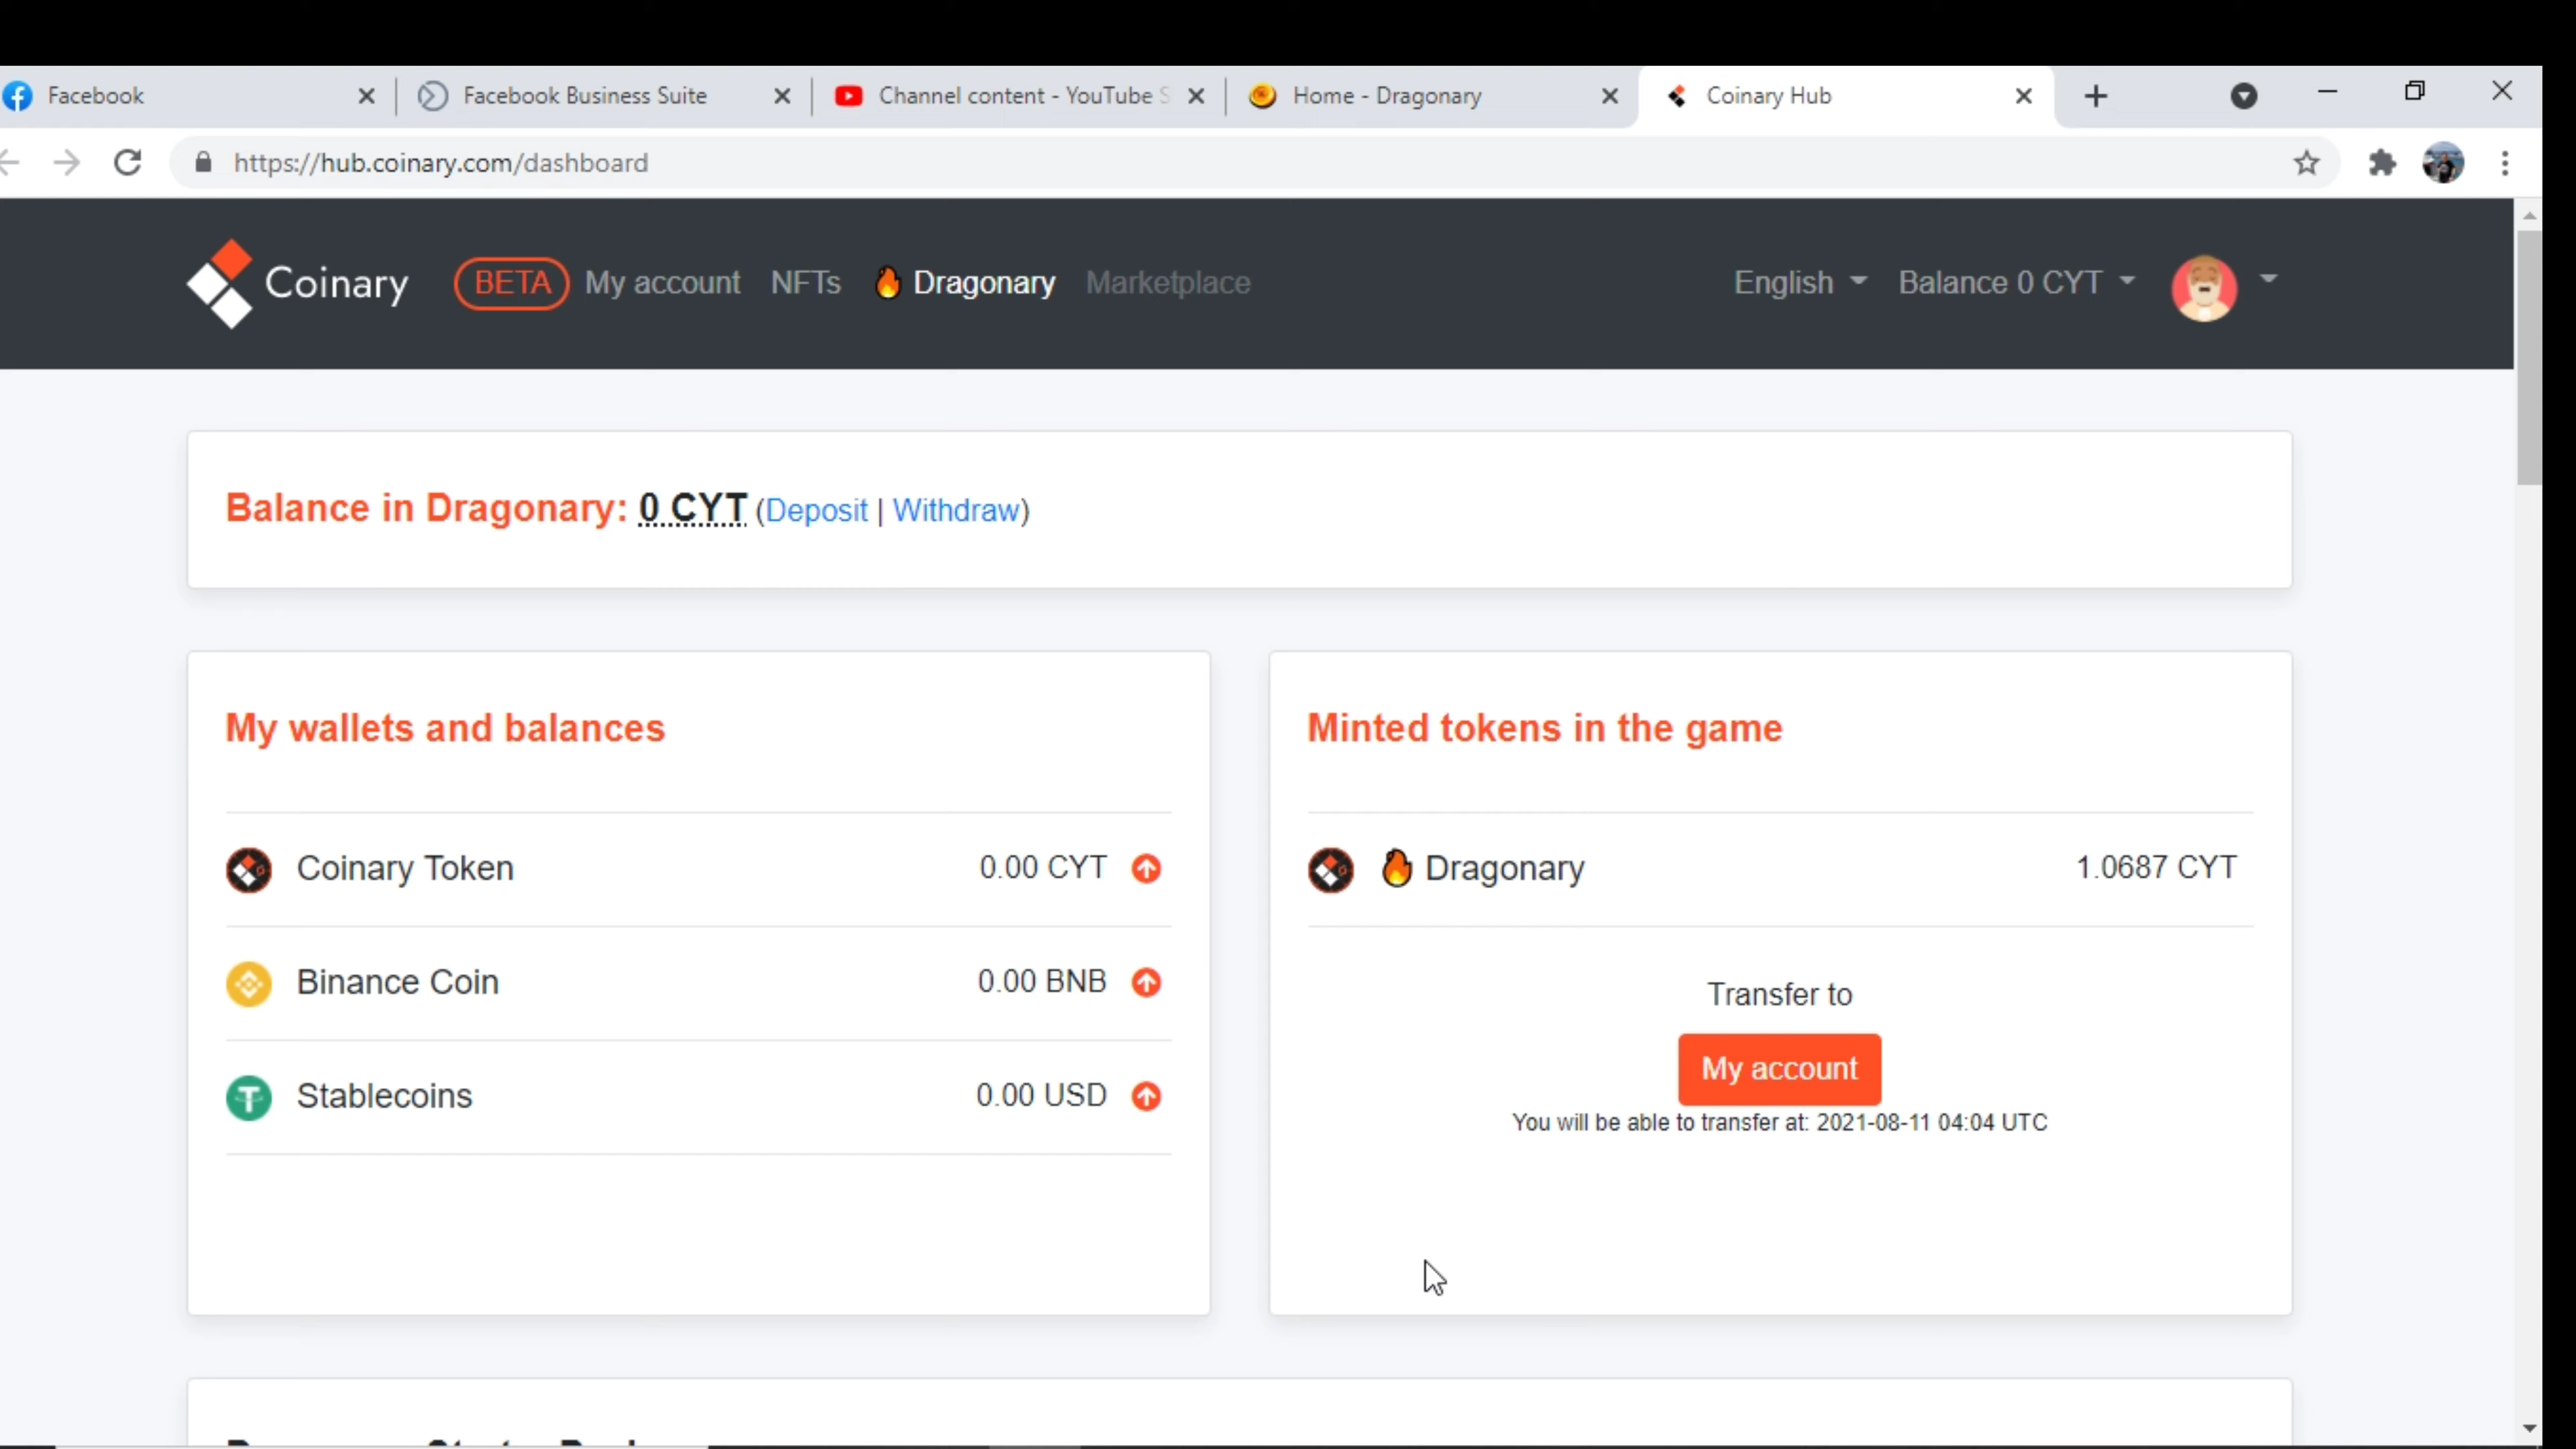 Facebook
Facebook Business Suite
Channel content - YouTube S
Home - Dragonary
Coinary Hub
https://hub.coinary.com/dashboard
Coinary
BETA
My account
NFTs
Dragonary
Marketplace
English
Balance 0 CYT
Balance in Dragonary: 0 CYT (Deposit | Withdraw)
My wallets and balances
Coinary Token 0.00 CYT
Binance Coin 0.00 BNB
Stablecoins 0.00 USD
Minted tokens in the game
Dragonary 1.0687 CYT
Transfer to
My account
You will be able to transfer at: 2021-08-11 04:04 UTC